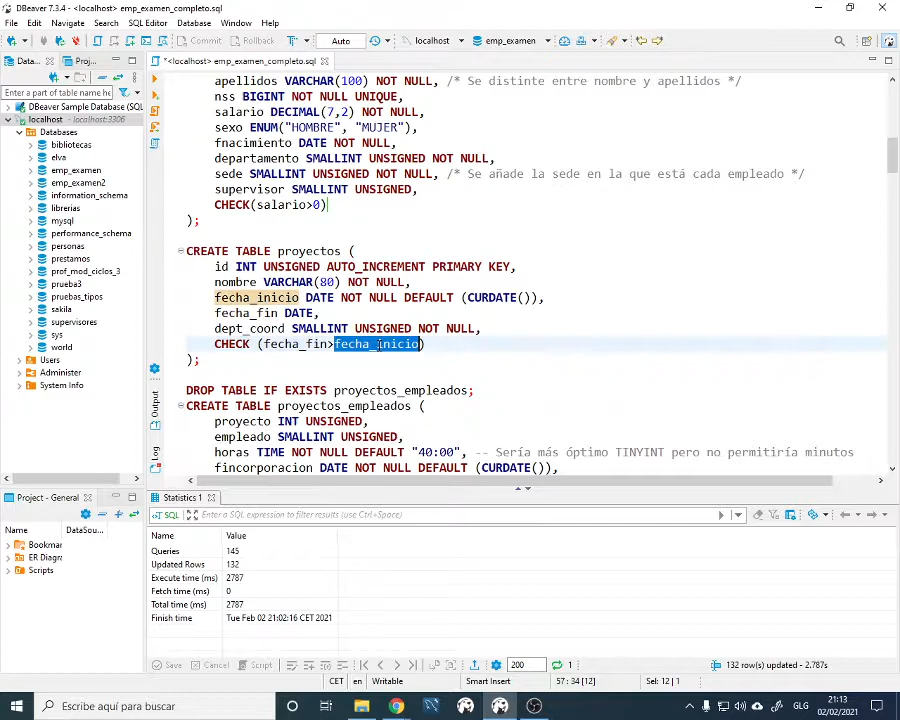 DBeaver 7.3.4 - <localhost> emp_examen_completo.sql
File Edit Navigate Search SQL Editor Database Window Help
Commit Rollback Auto localhost emp_examen
Data... Proj...
*<localhost> emp_examen_completo.sql
Enter a part of table name he
DBeaver Sample Database (SQL
localhost - localhost:3306
Databases
bibliotecas
elva
emp_examen
emp_examen2
information_schema
librerias
mysql
performance_schema
personas
prestamos
prof_mod_ciclos_3
prueba3
pruebas_tipos
sakila
supervisores
sys
world
Users
Administer
System Info
apellidos VARCHAR(100) NOT NULL, /* Se distinte entre nombre y apellidos */
nss BIGINT NOT NULL UNIQUE,
salario DECIMAL(7,2) NOT NULL,
sexo ENUM("HOMBRE", "MUJER"),
fnacimiento DATE NOT NULL,
departamento SMALLINT UNSIGNED NOT NULL,
sede SMALLINT UNSIGNED NOT NULL, /* Se añade la sede en la que está cada empleado */
supervisor SMALLINT UNSIGNED,
CHECK(salario>0)
);
CREATE TABLE proyectos (
id INT UNSIGNED AUTO_INCREMENT PRIMARY KEY,
nombre VARCHAR(80) NOT NULL,
fecha_inicio DATE NOT NULL DEFAULT (CURDATE()),
fecha_fin DATE,
dept_coord SMALLINT UNSIGNED NOT NULL,
CHECK (fecha_fin>fecha_inicio)
);
DROP TABLE IF EXISTS proyectos_empleados;
CREATE TABLE proyectos_empleados (
proyecto INT UNSIGNED,
empleado SMALLINT UNSIGNED,
horas TIME NOT NULL DEFAULT "40:00", -- Sería más óptimo TINYINT pero no permitiría minutos
fincorporacion DATE NOT NULL DEFAULT (CURDATE()),
Output
Log
Project - General
Name DataSou...
Bookmar
ER Diagra
Scripts
Statistics 1
SQL Enter a SQL expression to filter results (use Ctrl+Space)
Name Value
Queries 145
Updated Rows 132
Execute time (ms) 2787
Fetch time (ms) 0
Total time (ms) 2787
Finish time Tue Feb 02 21:02:16 CET 2021
Save Cancel Script 200 1 132 row(s) updated - 2.787s
CET en Writable Smart Insert 57 : 34 [12] Sel: 12 | 1
Escribe aquí para buscar
GLG
21:13
02/02/2021